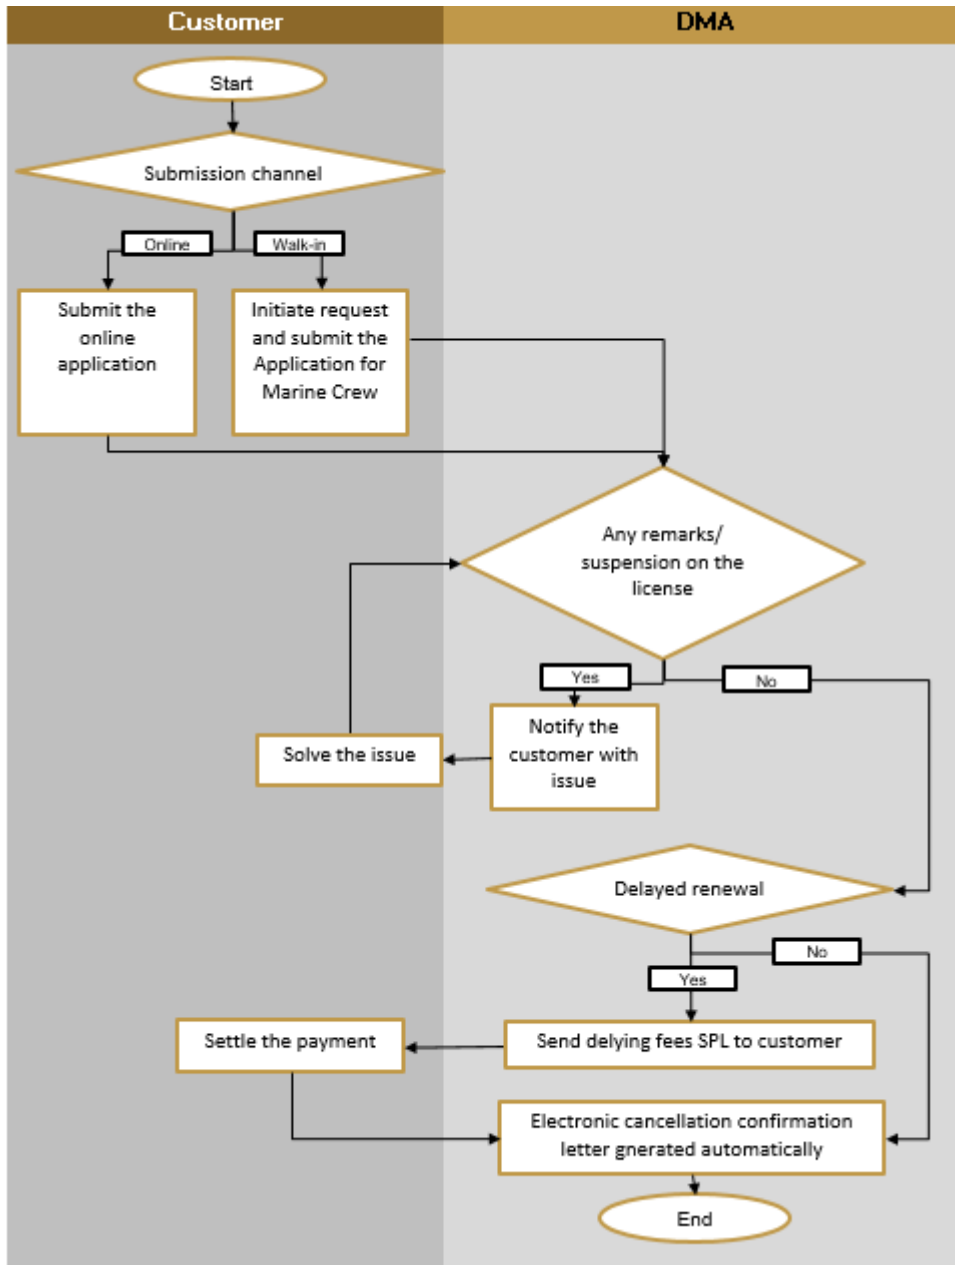 Customer
DMA
Start
Submission channel
Online
Walk-in
Submit the
online
application
Initiate request
and submit the
Application for
Marine Crew
Any remarks/
suspension on the
license
Yes
No
Notify the
customer with
issue
Solve the issue
Delayed renewal
No
Yes
Settle the payment
Send delying fees SPL to customer
Electronic cancellation confirmation
letter gnerated automatically
End